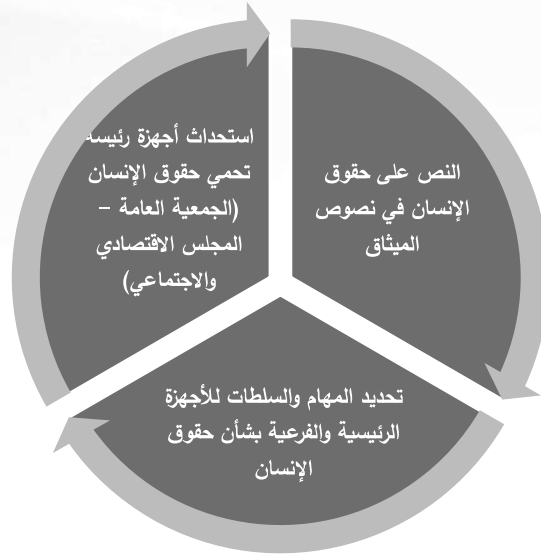 النص على حقوق
الإنسان في نصوص
الميثاق
تحديد المهام والسلطات للأجهزة
الرئيسية والفرعية بشأن حقوق
الإنسان
استحداث أجهزة رئيسه
تحمي حقوق الإنسان
(الجمعية العامة –
المجلس الاقتصادي
والاجتماعي)